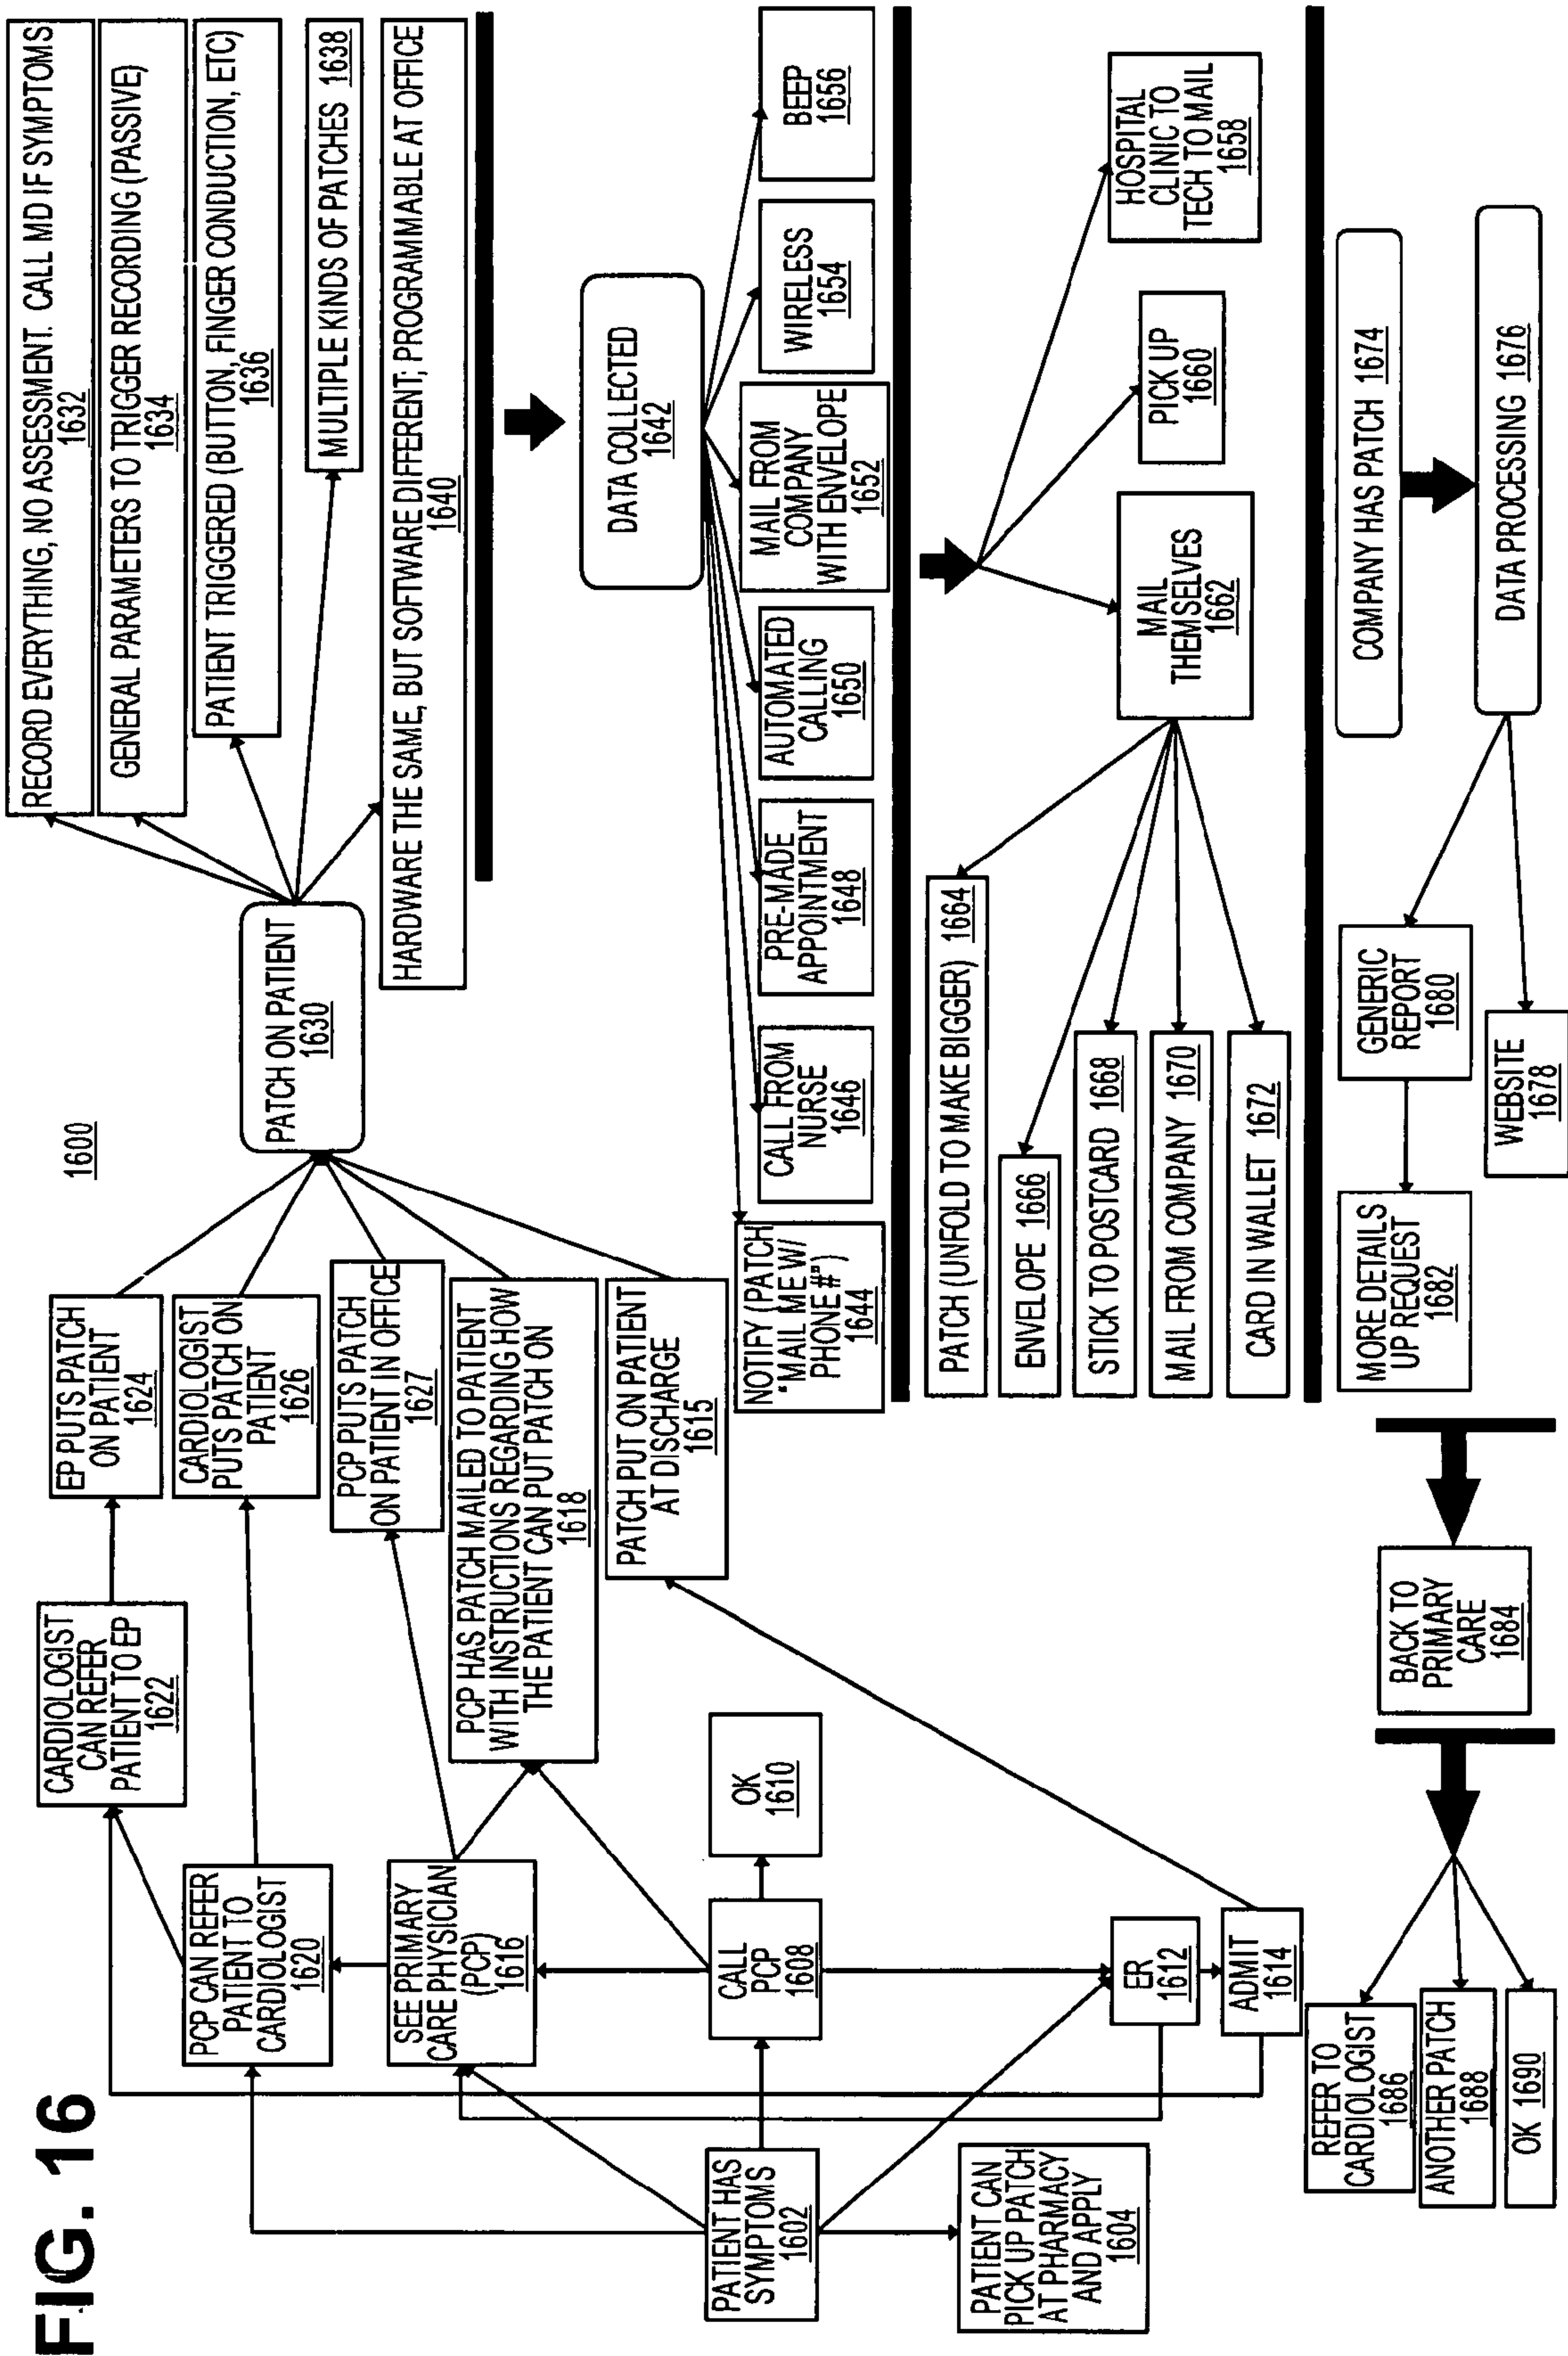 FIG. 16
1600
PATIENT HAS
SYMPTOMS
1602
PATIENT CAN
PICK UP PATCH
AT PHARMACY
AND APPLY
1604
CALL
PCP
1608
OK
1610
ER
1612
ADMIT
1614
SEE PRIMARY
CARE PHYSICIAN
(PCP)
1616
PCP CAN REFER
PATIENT TO
CARDIOLOGIST
1620
CARDIOLOGIST
CAN REFER
PATIENT TO EP
1622
EP PUTS PATCH
ON PATIENT
1624
CARDIOLOGIST
PUTS PATCH ON
PATIENT
1626
PCP PUTS PATCH
ON PATIENT IN OFFICE
1627
PCP HAS PATCH MAILED TO PATIENT
WITH INSTRUCTIONS REGARDING HOW
THE PATIENT CAN PUT PATCH ON
1618
PATCH PUT ON PATIENT
AT DISCHARGE
1615
PATCH ON PATIENT
1630
RECORD EVERYTHING, NO ASSESSMENT. CALL MD IF SYMPTOMS
1632
GENERAL PARAMETERS TO TRIGGER RECORDING (PASSIVE)
1634
PATIENT TRIGGERED (BUTTON, FINGER CONDUCTION, ETC)
1636
MULTIPLE KINDS OF PATCHES 1638
HARDWARE THE SAME, BUT SOFTWARE DIFFERENT; PROGRAMMABLE AT OFFICE
1640
DATA COLLECTED
1642
NOTIFY (PATCH
"MAIL ME W/
PHONE #")
1644
CALL FROM
NURSE
1646
PRE-MADE
APPOINTMENT
1648
AUTOMATED
CALLING
1650
MAIL FROM
COMPANY
WITH ENVELOPE
1652
WIRELESS
1654
BEEP
1656
MAIL
THEMSELVES
1662
PICK UP
1660
HOSPITAL
CLINIC TO
TECH TO MAIL
1658
PATCH (UNFOLD TO MAKE BIGGER) 1664
ENVELOPE 1666
STICK TO POSTCARD 1668
MAIL FROM COMPANY 1670
CARD IN WALLET 1672
COMPANY HAS PATCH 1674
DATA PROCESSING 1676
GENERIC
REPORT
1680
WEBSITE
1678
MORE DETAILS
UP REQUEST
1682
BACK TO
PRIMARY
CARE
1684
REFER TO
CARDIOLOGIST
1686
ANOTHER PATCH
1688
OK 1690